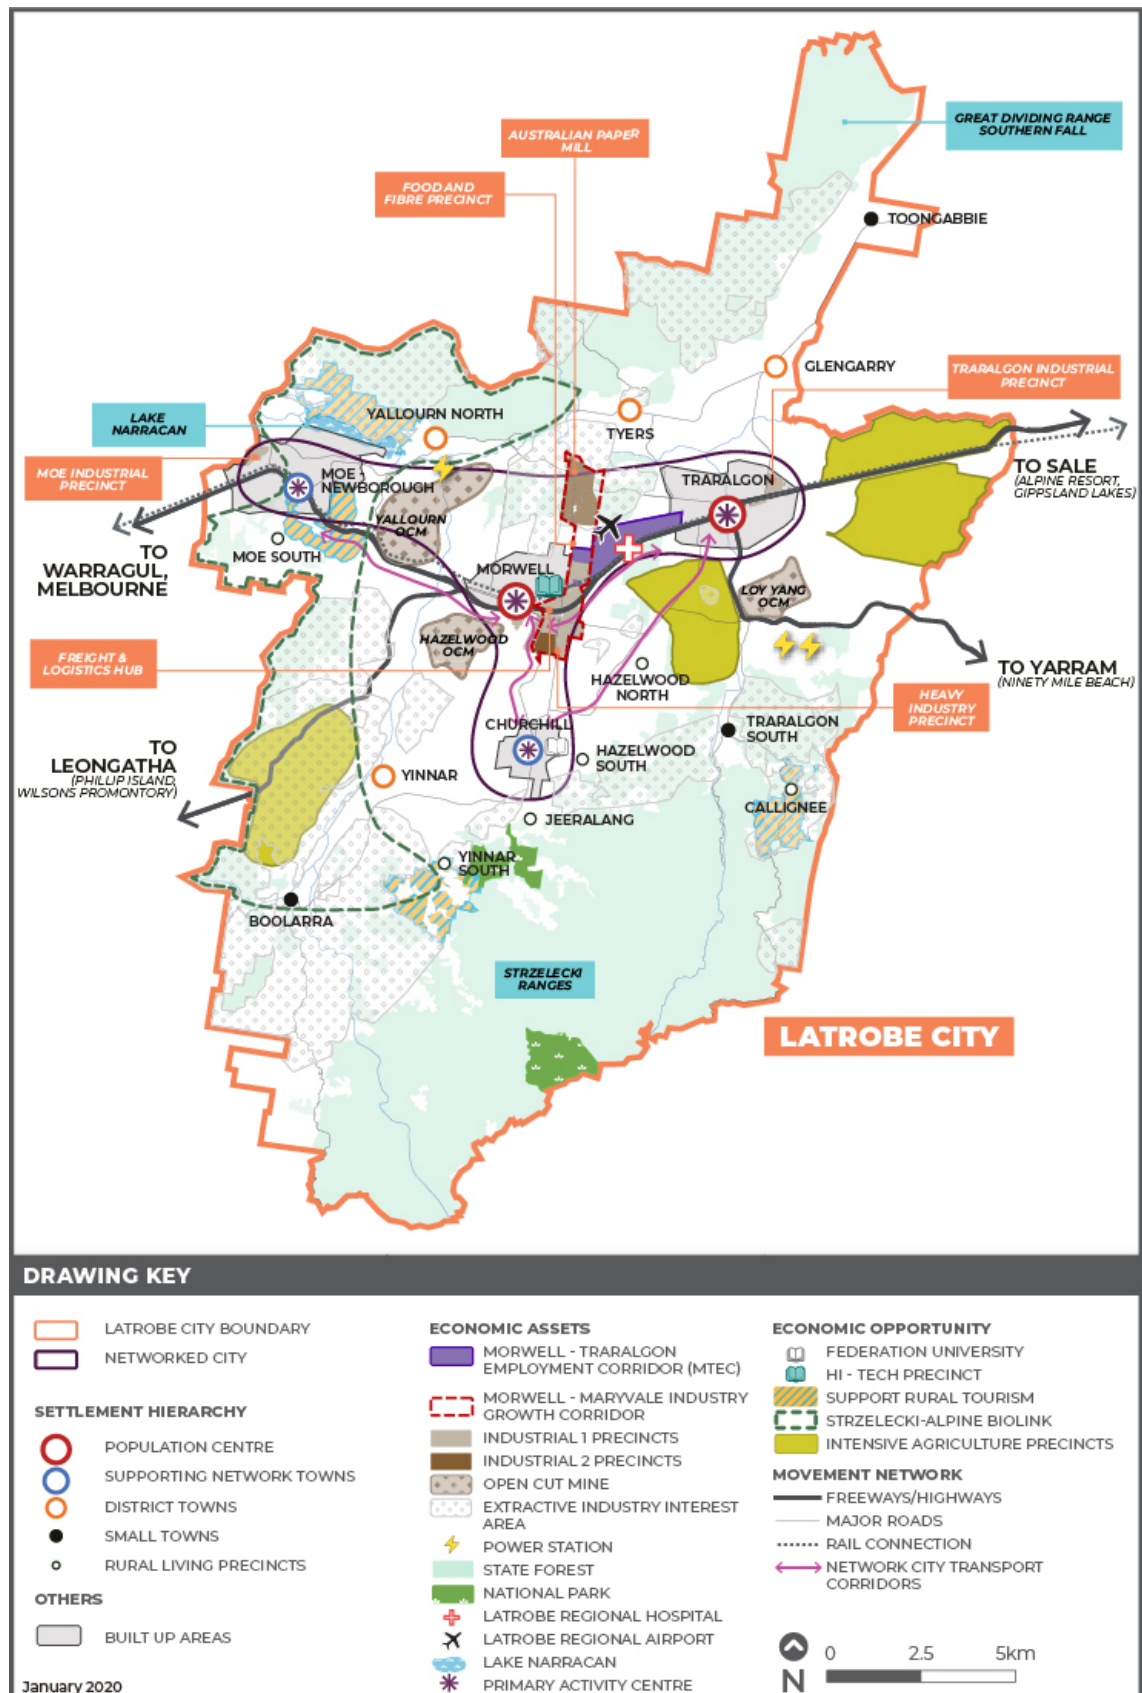 AUSTRALIAN PAPER
MILL
GREAT DIVIDING RANGE
SOUTHERN FALL
FOOD AND
FIBRE PRECINCT
TOONGABBIE
GLENGARRY
TRARALGON INDUSTRIAL
PRECINCT
LAKE
NARRACAN
YALLOURN NORTH
TYERS
MOE INDUSTRIAL
PRECINCT
MOE -
NEWBOROUGH
TRARALGON
TO SALE
(ALPINE RESORT,
GIPPSLAND LAKES)
YALLOURN
OCM
MOE SOUTH
TO
WARRAGUL,
MELBOURNE
MORWELL
LOY YANG
OCM
HAZELWOOD
OCM
FREIGHT &
LOGISTICS HUB
HAZELWOOD
NORTH
TO YARRAM
(NINETY MILE BEACH)
HEAVY
INDUSTRY
PRECINCT
CHURCHILL
TRARALGON
SOUTH
TO
LEONGATHA
(PHILLUP ISLAND,
WILSONS PROMONTORY)
HAZELWOOD
SOUTH
YINNAR
CALLIGNEE
JEERALANG
YINNAR
SOUTH
BOOLARRA
STRZELECKI
RANGES
LATROBE CITY
DRAWING KEY
LATROBE CITY BOUNDARY
NETWORKED CITY
SETTLEMENT HIERARCHY
POPULATION CENTRE
SUPPORTING NETWORK TOWNS
DISTRICT TOWNS
SMALL TOWNS
RURAL LIVING PRECINCTS
OTHERS
BUILT UP AREAS
January 2020
ECONOMIC ASSETS
MORWELL - TRARALGON
EMPLOYMENT CORRIDOR (MTEC)
MORWELL - MARYVALE INDUSTRY
GROWTH CORRIDOR
INDUSTRIAL 1 PRECINCTS
INDUSTRIAL 2 PRECINCTS
OPEN CUT MINE
EXTRACTIVE INDUSTRY INTEREST
AREA
POWER STATION
STATE FOREST
NATIONAL PARK
LATROBE REGIONAL HOSPITAL
LATROBE REGIONAL AIRPORT
LAKE NARRACAN
PRIMARY ACTIVITY CENTRE
ECONOMIC OPPORTUNITY
FEDERATION UNIVERSITY
HI - TECH PRECINCT
SUPPORT RURAL TOURISM
STRZELECKI-ALPINE BIOLINK
INTENSIVE AGRICULTURE PRECINCTS
MOVEMENT NETWORK
FREEWAYS/HIGHWAYS
MAJOR ROADS
RAIL CONNECTION
NETWORK CITY TRANSPORT
CORRIDORS
N
0 2.5 5km